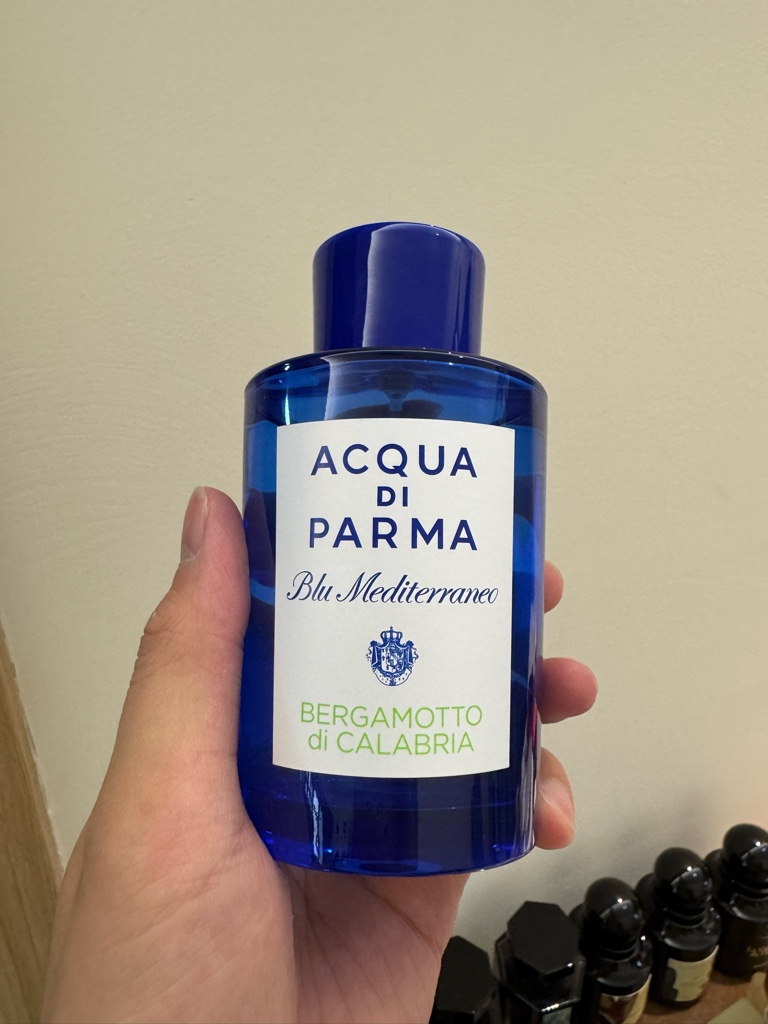 ACQUA
DI
PARMA
Blu Mediterraneo
BERGAMOTTO
di CALABRIA